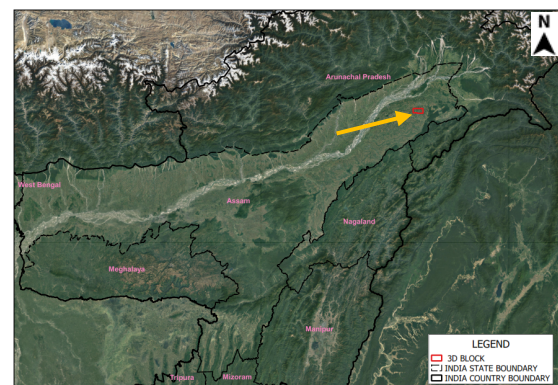 N
Arunachal Pradesh
West Bengal
Assam
Nagaland
Meghalaya
Manipur
Tripura
Mizoram
LEGEND
3D BLOCK
INDIA STATE BOUNDARY
INDIA COUNTRY BOUNDARY